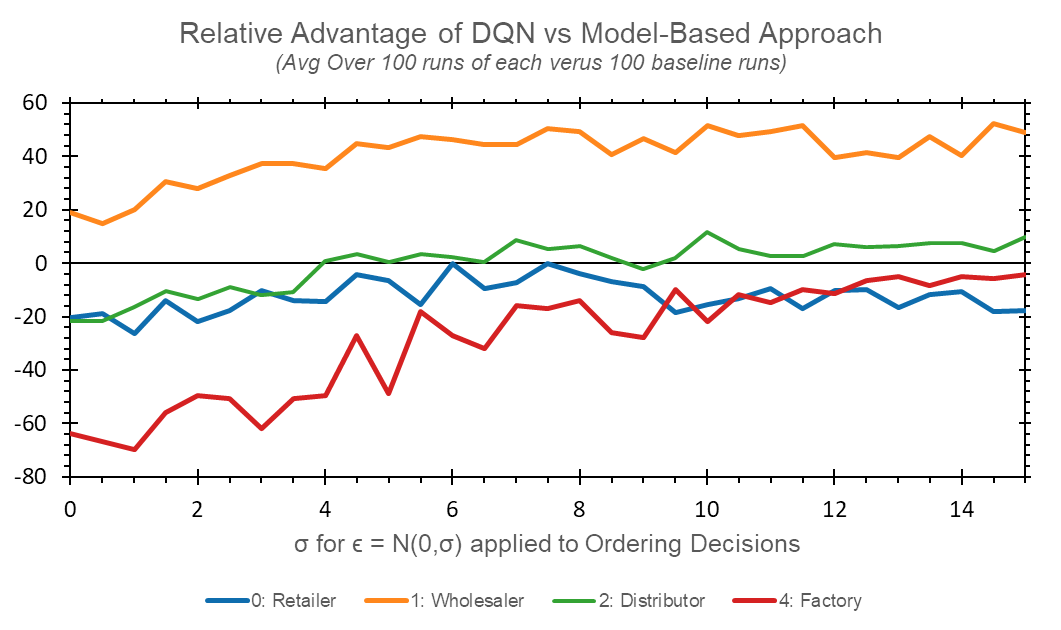 Relative Advantage of DQN vs Model-Based Approach
(Avg Over 100 runs of each verus 100 baseline runs)
60
40
20
0
-20
-40
-60
-80
0 2 4 6 8 10 12 14
σ for ϵ = N(0,σ) applied to Ordering Decisions
0: Retailer 1: Wholesaler 2: Distributor 4: Factory